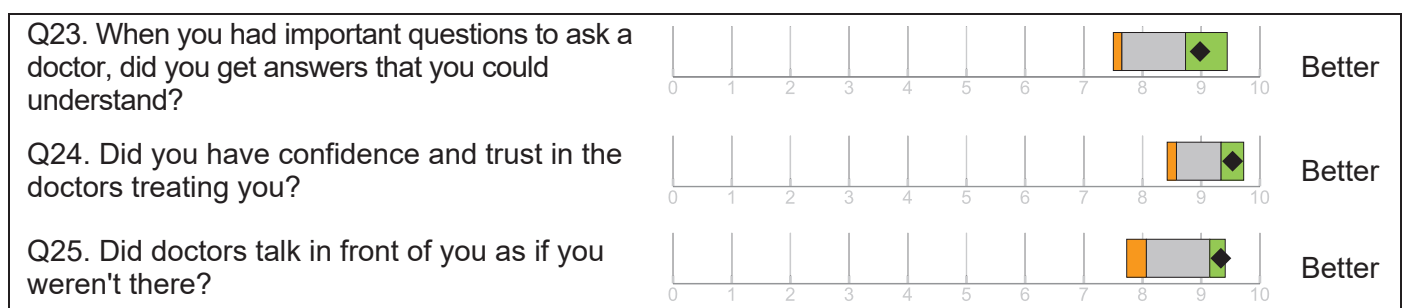 Q23. When you had important questions to ask a
doctor, did you get answers that you could
understand?
0 1 2 3 4 5 6 7 8 9 10
Better
Q24. Did you have confidence and trust in the
doctors treating you?
0 1 2 3 4 5 6 7 8 9 10
Better
Q25. Did doctors talk in front of you as if you
weren't there?
0 1 2 3 4 5 6 7 8 9 10
Better